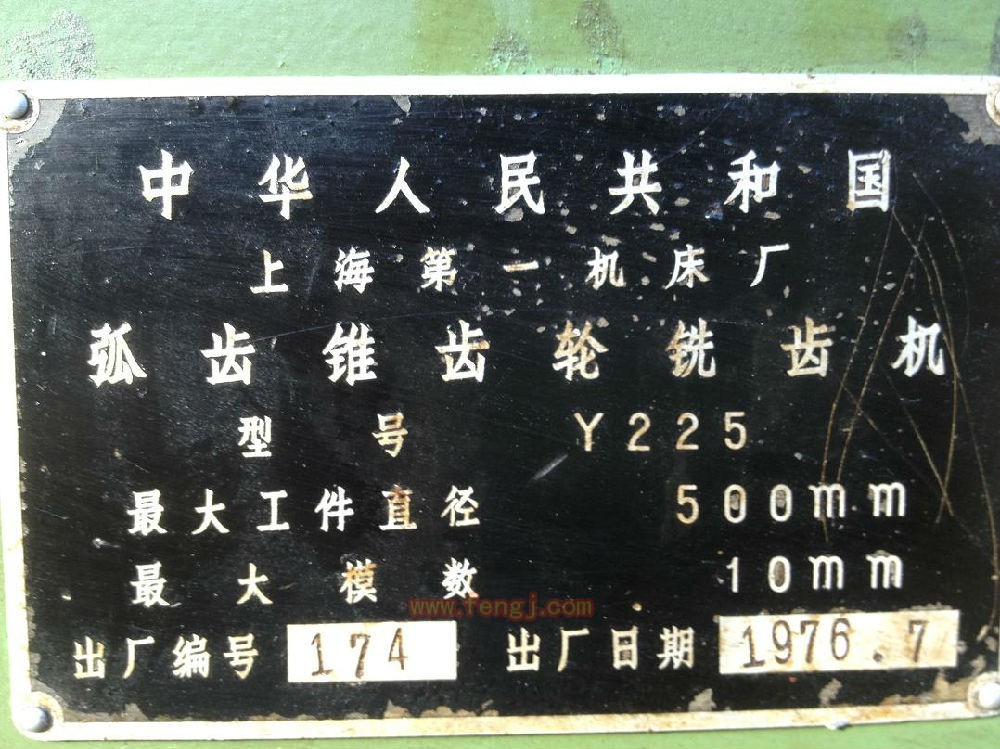 中华人民共和国
上海第一机床厂
弧齿锥齿轮铣齿机
型号 Y225
最大工件直径 500mm
最大模数 10mm
www.fengj.com
出厂编号 174 出厂日期 1976.7